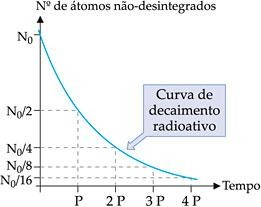 Nº de átomos não-desintegrados
N₀
N₀/2
N₀/4
N₀/8
N₀/16
Curva de
decaimento
radioativo
Tempo
P 2 P 3 P 4 P